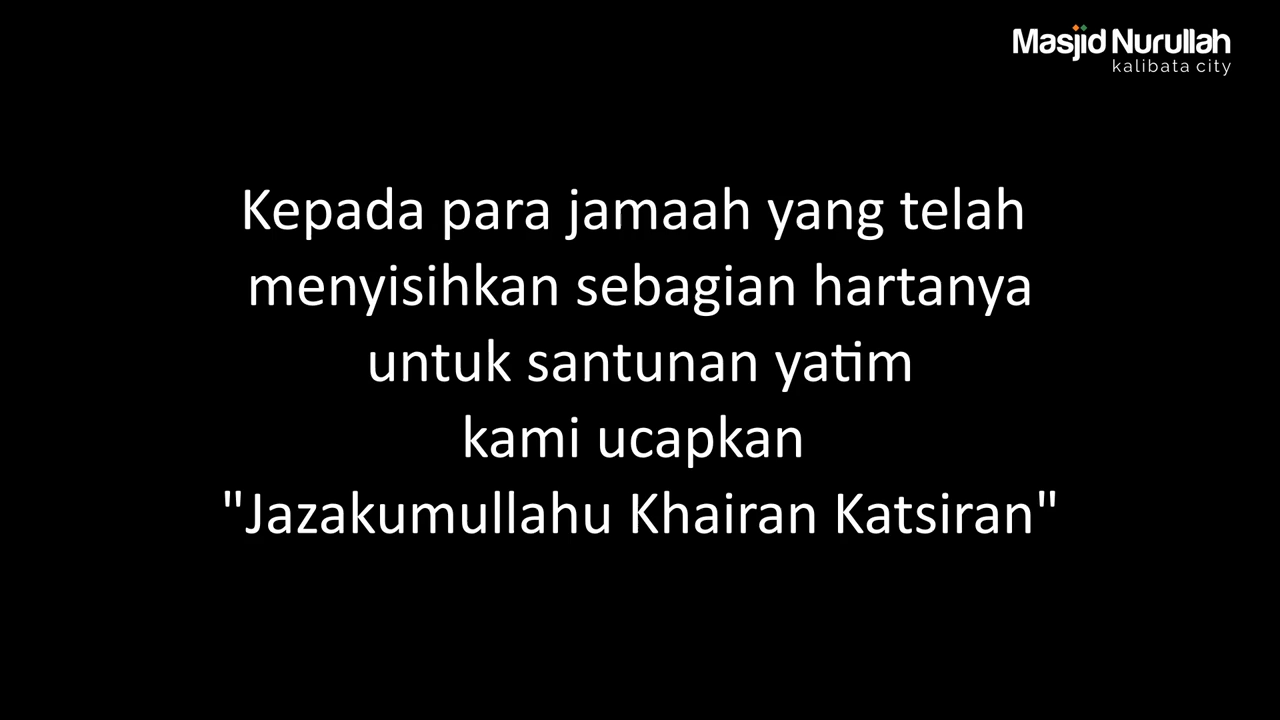 Masjid Nurullah
kalibata city
Kepada para jamaah yang telah
menyisihkan sebagian hartanya
untuk santunan yatim
kami ucapkan
"Jazakumullahu Khairan Katsiran"